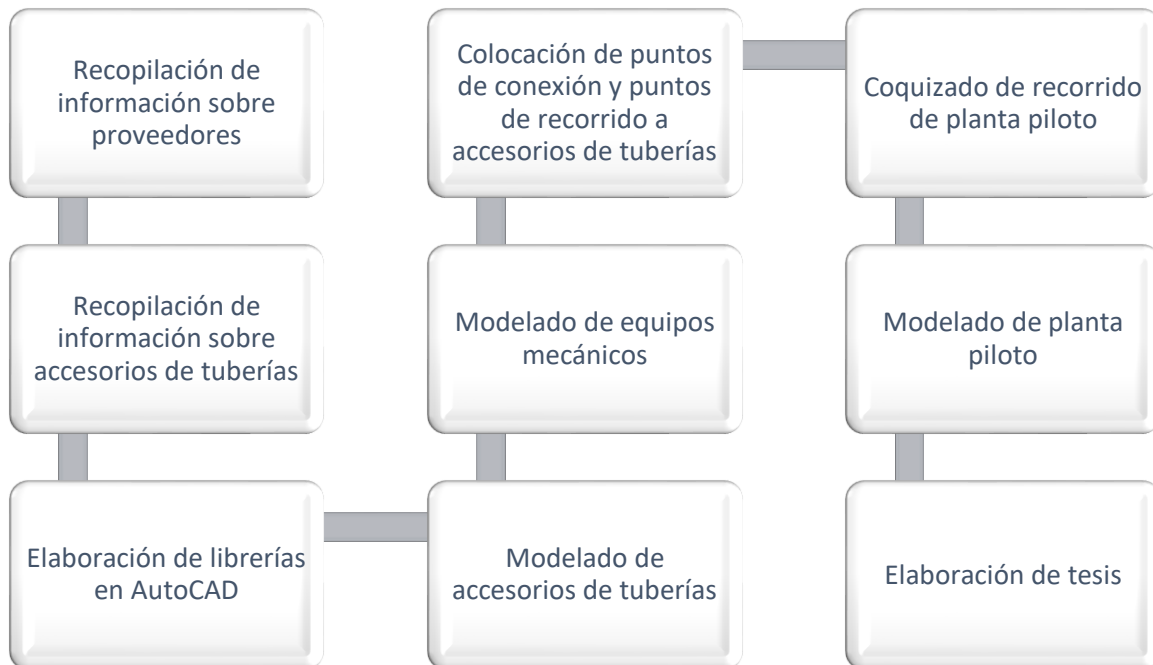 Recopilación de
información sobre
proveedores
Recopilación de
información sobre
accesorios de tuberías
Elaboración de librerías
en AutoCAD
Modelado de
accesorios de tuberías
Modelado de equipos
mecánicos
Colocación de puntos
de conexión y puntos
de recorrido a
accesorios de tuberías
Coquizado de recorrido
de planta piloto
Modelado de planta
piloto
Elaboración de tesis